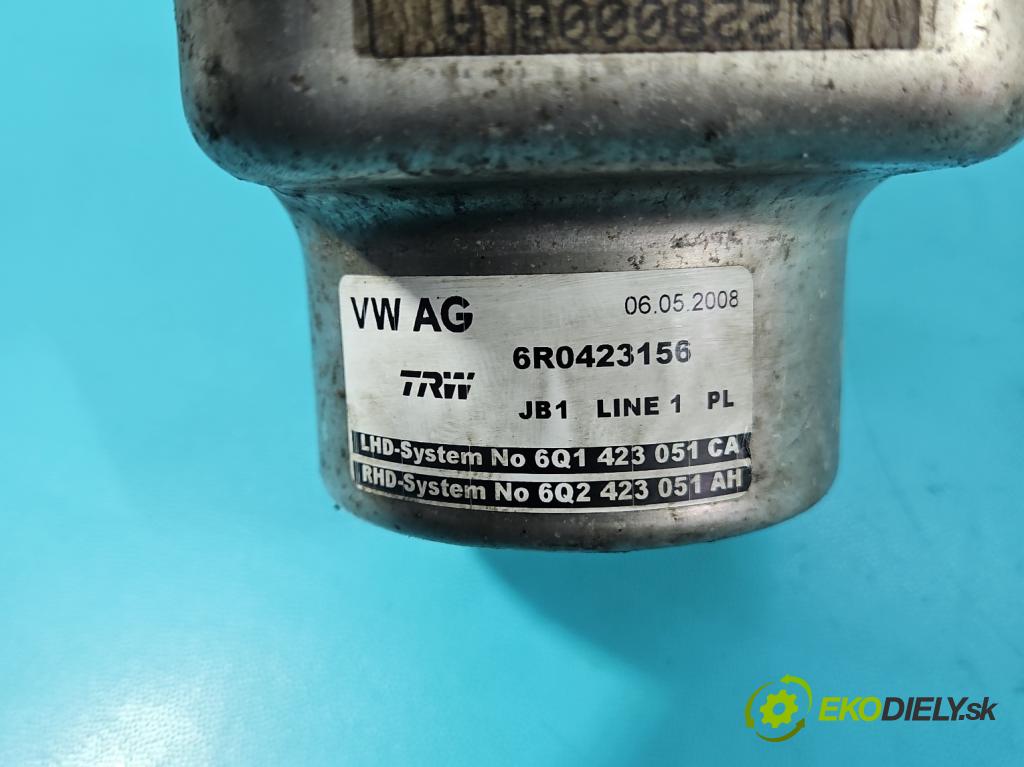 VW AG 06.05.2008
6R0423156
TRW
JB1 LINE 1 PL
LHD-System No 6Q1 423 051 CA
RHD-System No 6Q2 423 051 AH
EKODIELY.sk